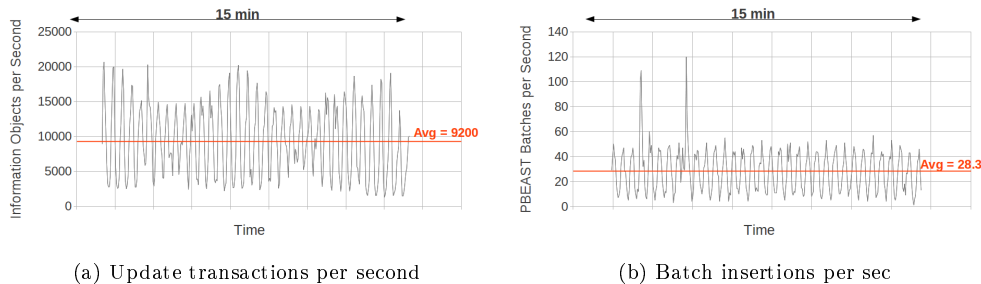 15 min
Information Objects per Second
25000
20000
15000
10000
5000
0
Avg = 9200
Time
(a) Update transactions per second
15 min
PBEAST Batches per Second
140
120
100
80
60
40
20
0
Avg = 28.3
Time
(b) Batch insertions per sec